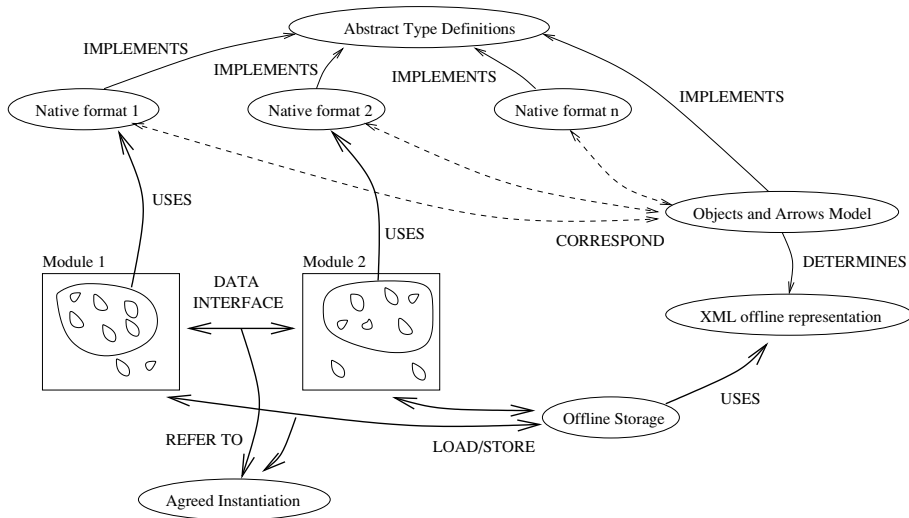 Abstract Type Definitions
IMPLEMENTS
IMPLEMENTS
IMPLEMENTS
IMPLEMENTS
Native format 1
Native format 2
Native format n
USES
USES
Objects and Arrows Model
CORRESPOND
Module 1
Module 2
DATA
INTERFACE
DETERMINES
XML offline representation
USES
Offline Storage
REFER TO
LOAD/STORE
Agreed Instantiation